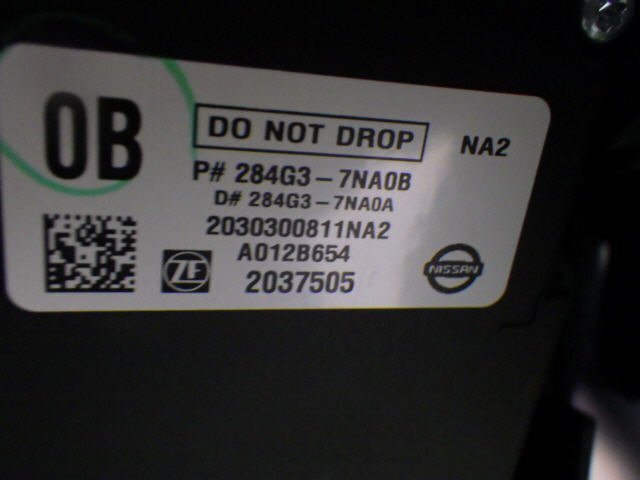 0B
DO NOT DROP
NA2
P# 284G3-7NA0B
D# 284G3-7NA0A
2030300811NA2
A012B654
ZF
2037505
NISSAN